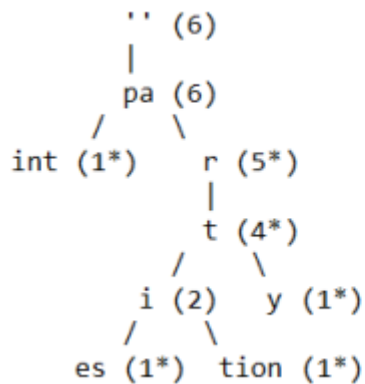 '' (6)
pa (6)
int (1*) r (5*)
t (4*)
i (2) y (1*)
es (1*) tion (1*)